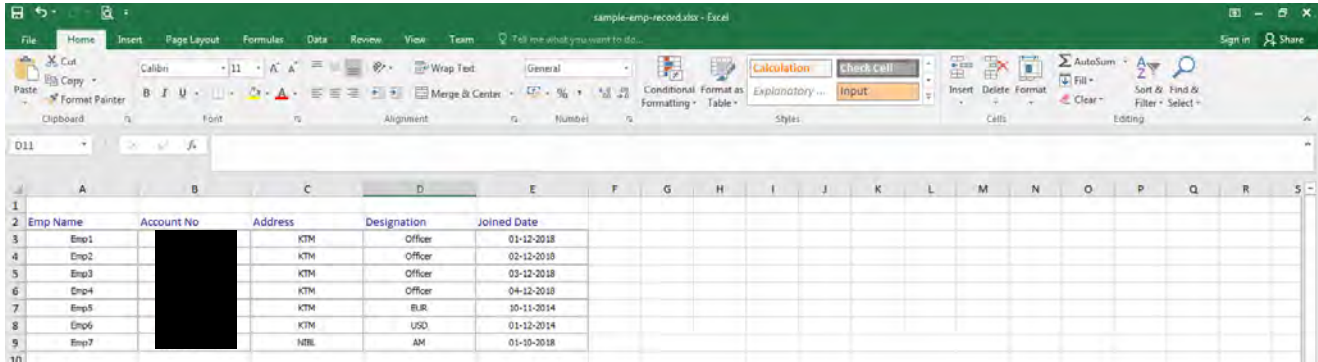 sample-emp-record.xlsx - Excel
File Home Insert Page Layout Formulas Data Review View Team Tell me what you want to do... Sign in Share
Cut
Copy
Format Painter
Paste
Clipboard
Calibri 11
B I U
Font
Wrap Text
Merge & Center
Alignment
General
%
Number
Conditional Formatting
Format as Table
Calculation Check Cell
Explanatory ... Input
Styles
Insert Delete Format
Cells
AutoSum
Fill
Clear
Sort & Filter
Find & Select
Editing
D11 fx
A B C D E F G H I J K L M N O P Q R S
1
2 Emp Name Account No Address Designation Joined Date
3 Emp1 KTM Officer 01-12-2018
4 Emp2 KTM Officer 02-12-2018
5 Emp3 KTM Officer 03-12-2018
6 Emp4 KTM Officer 04-12-2018
7 Emp5 KTM EUR 10-11-2014
8 Emp6 KTM USD 01-12-2014
9 Emp7 NIBL AM 01-10-2018
10